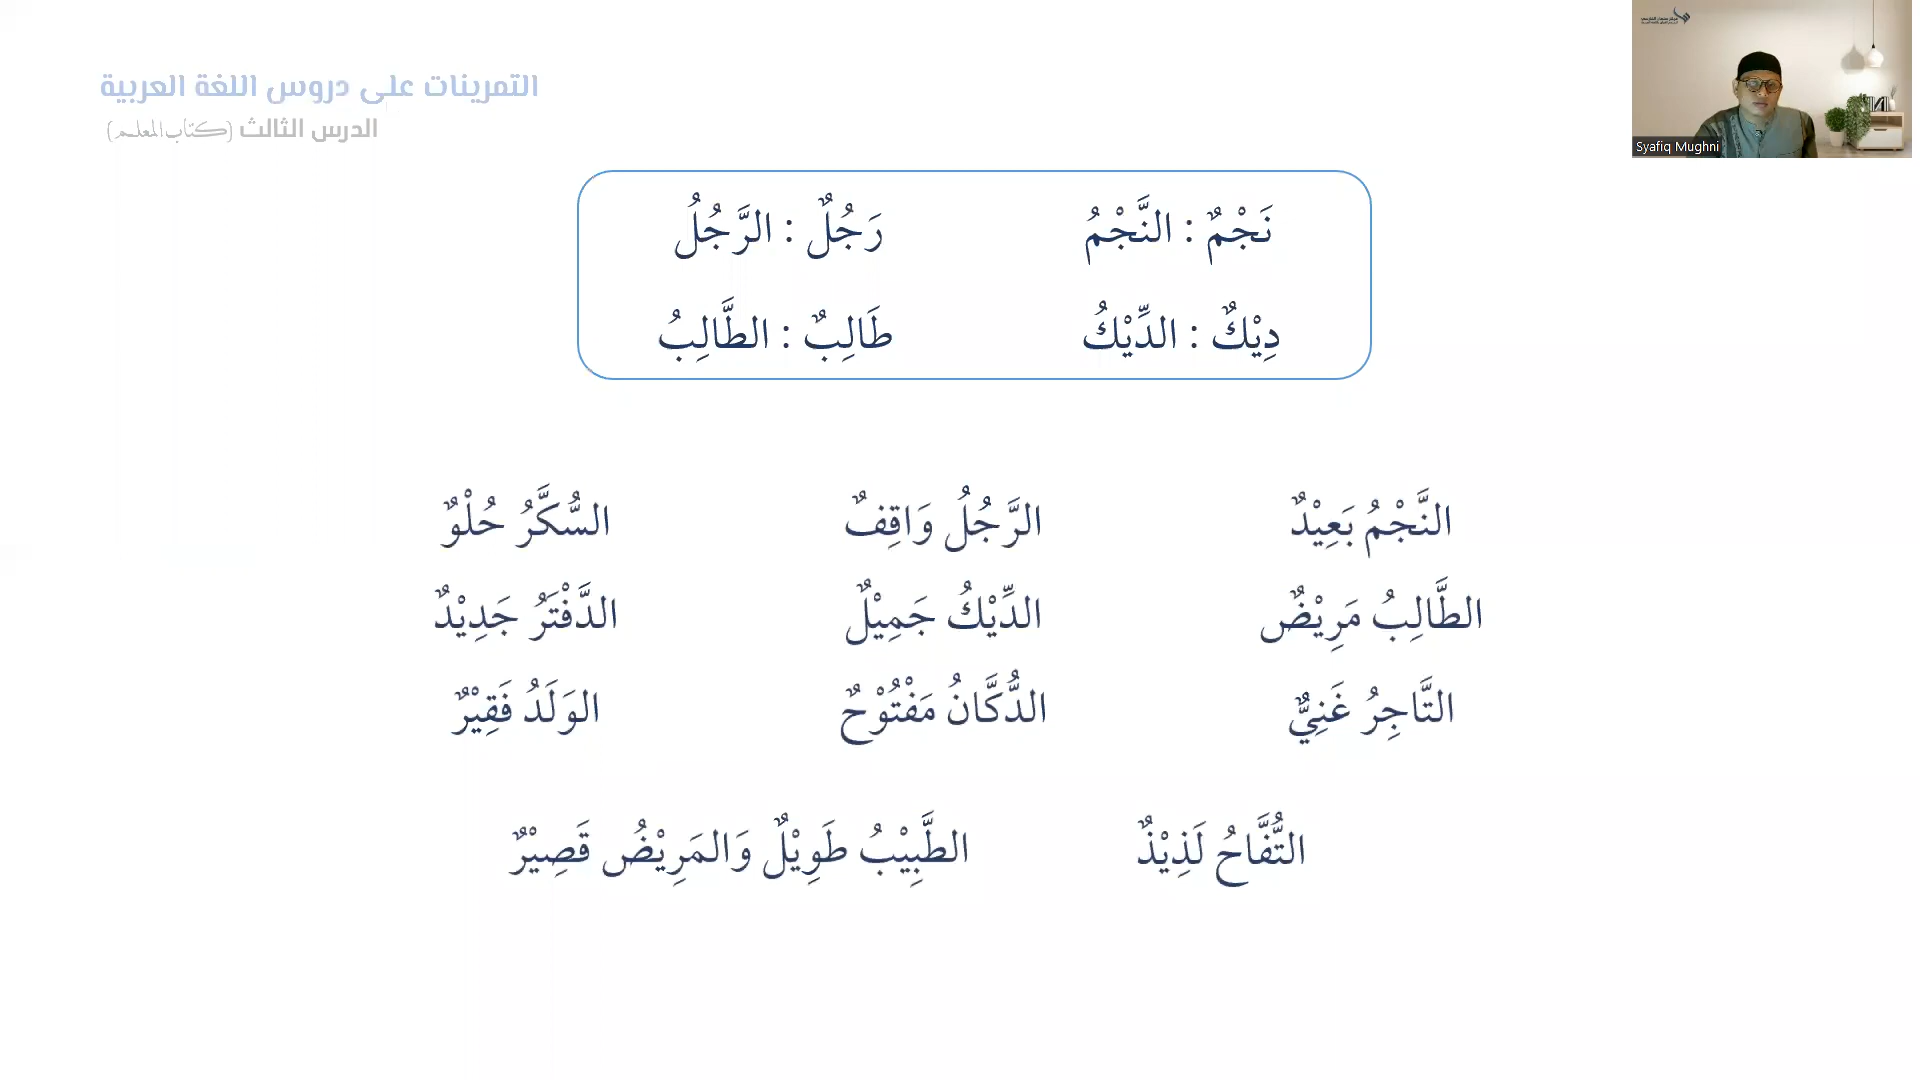 التمرينات على دروس اللغة العربية
الدرس الثالث (كتاب المعلم)
نَجْمٌ : النَّجْمُ
رَجُلٌ : الرَّجُلُ
دِيْكٌ : الدِّيْكُ
طَالِبٌ : الطَّالِبُ
النَّجْمُ بَعِيْدٌ
الرَّجُلُ وَاقِفٌ
السُّكَّرُ حُلْوٌ
الطَّالِبُ مَرِيْضٌ
الدِّيْكُ جَمِيْلٌ
الدَّفْتَرُ جَدِيْدٌ
التَّاجِرُ غَنِيٌّ
الدُّكَّانُ مَفْتُوْحٌ
الوَلَدُ فَقِيْرٌ
التُّفَّاحُ لَذِيْذٌ
الطَّبِيْبُ طَوِيْلٌ وَالمَرِيْضُ قَصِيْرٌ
Syafiq Mughni